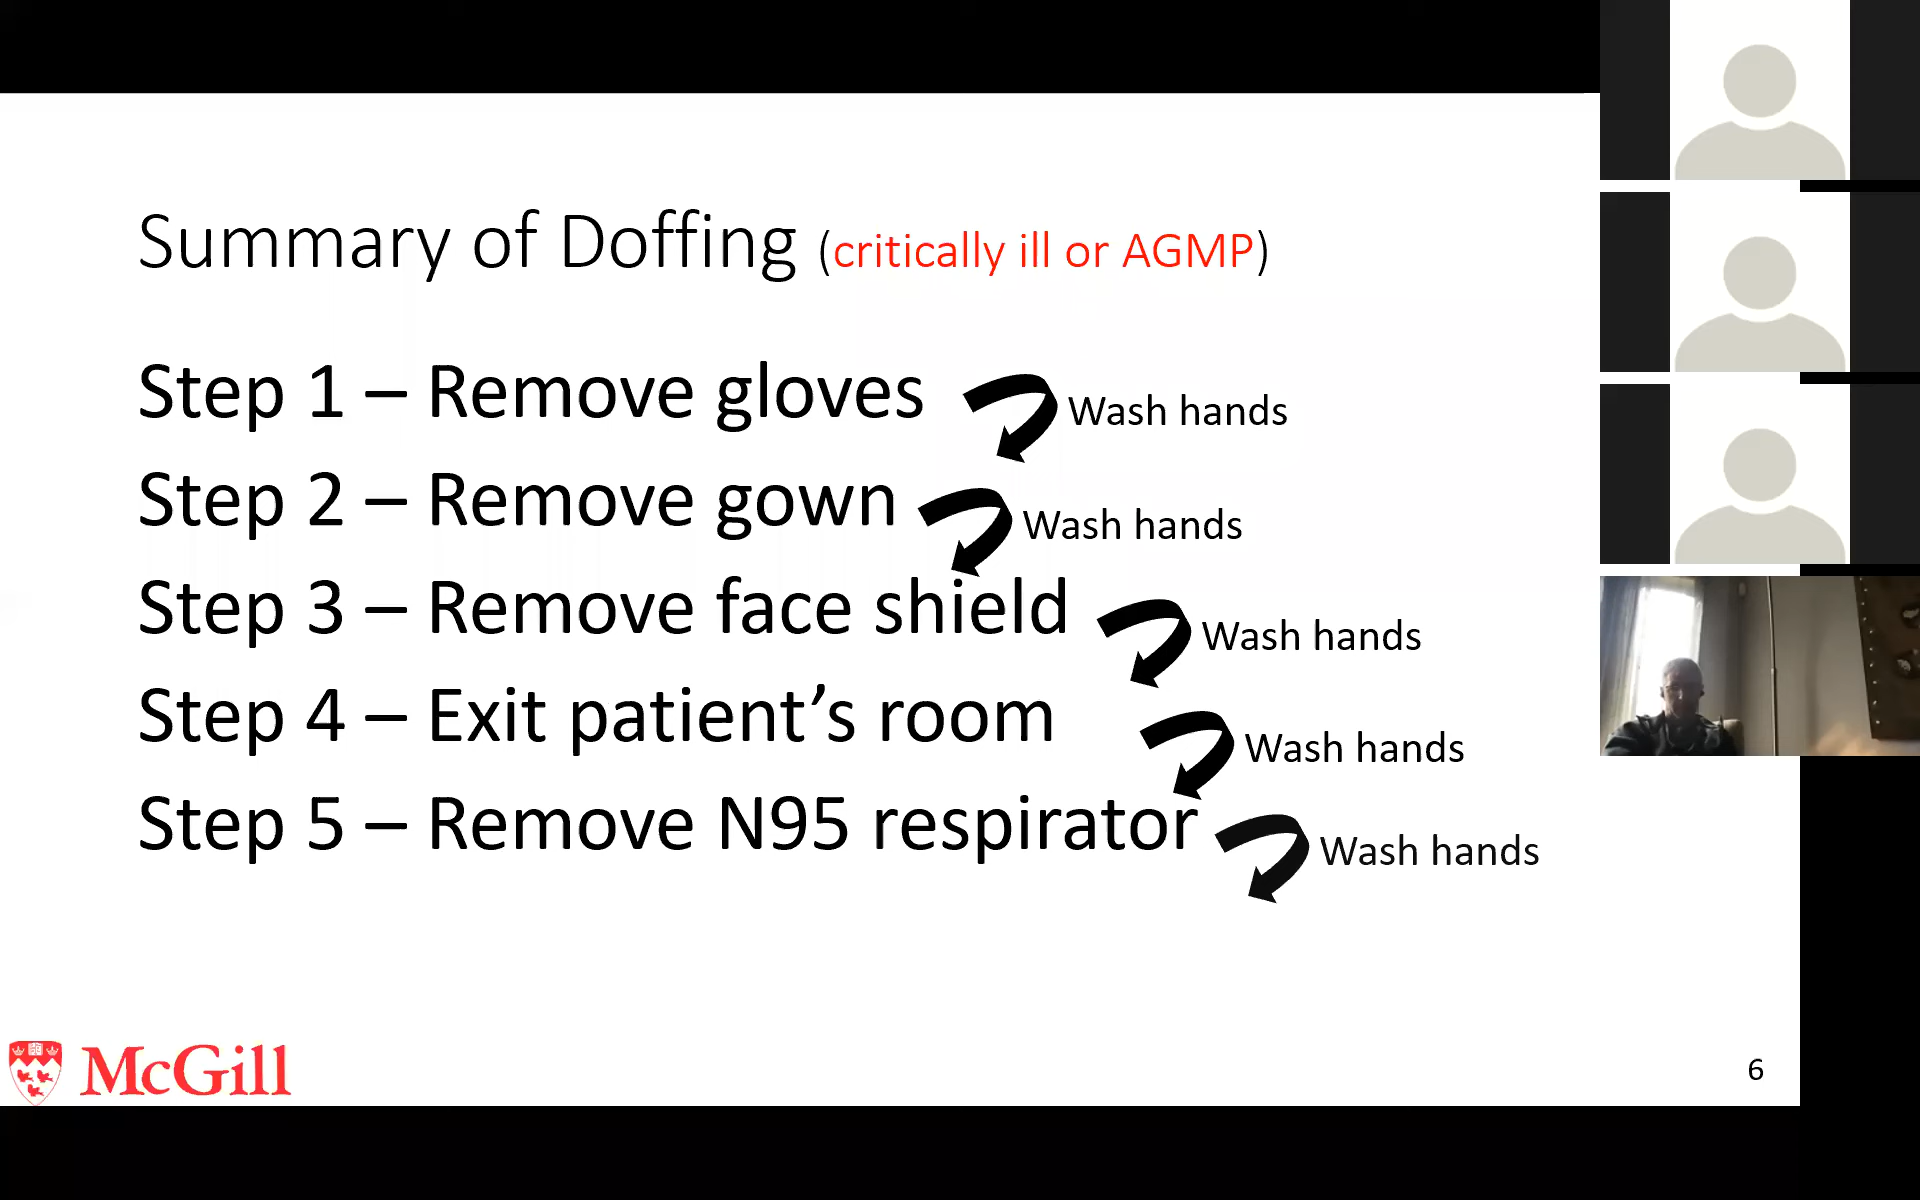 Summary of Doffing (critically ill or AGMP)
Step 1 – Remove gloves
Wash hands
Step 2 – Remove gown
Wash hands
Step 3 – Remove face shield
Wash hands
Step 4 – Exit patient’s room
Wash hands
Step 5 – Remove N95 respirator
Wash hands
McGill
6